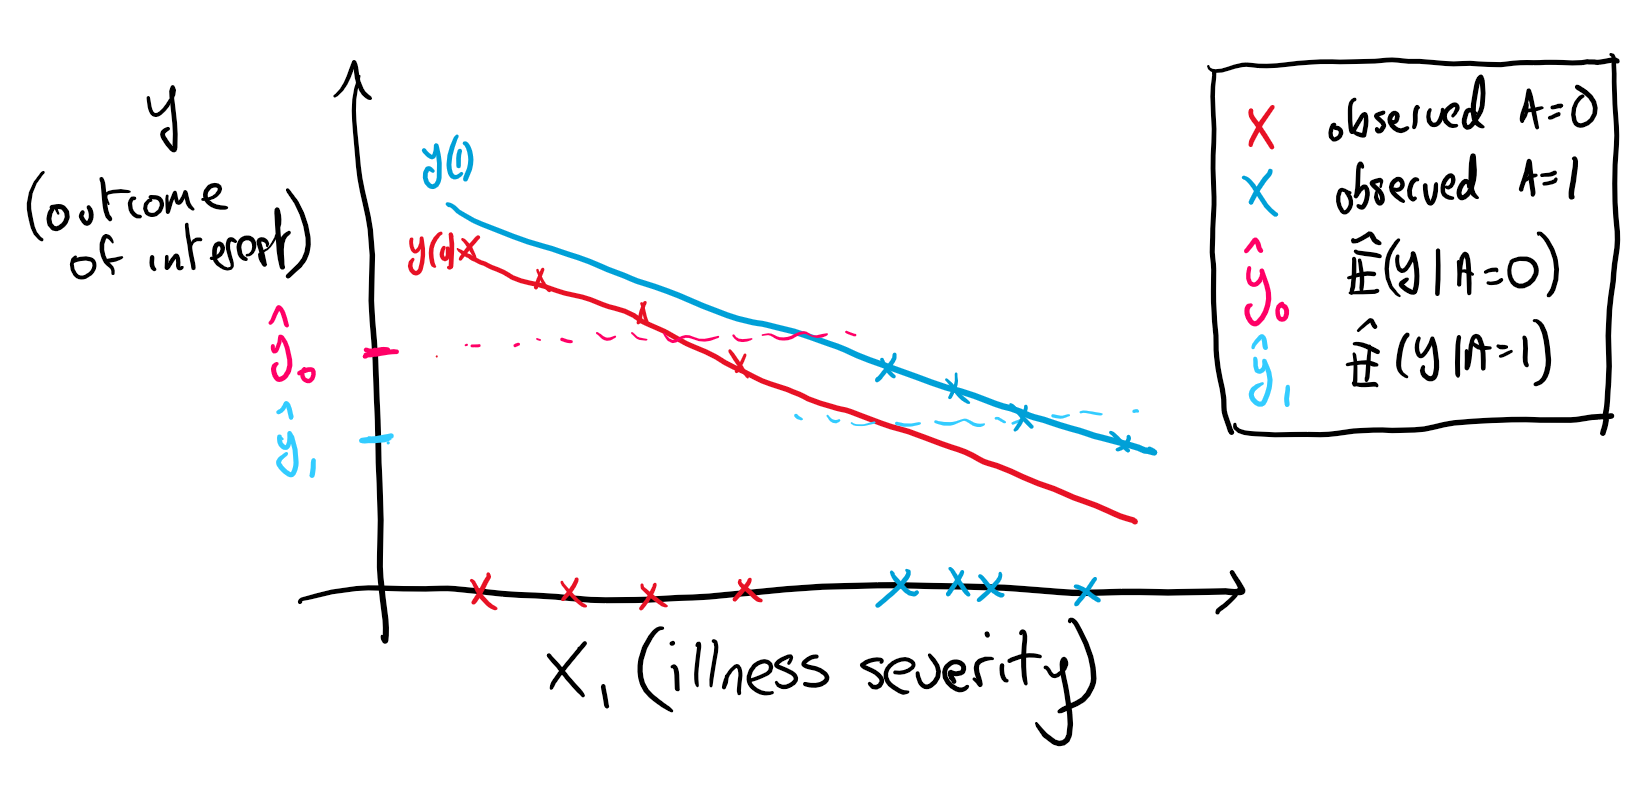 y
(outcome
of interest)
y(1)
y(0)
ŷ₀
ŷ₁
X₁ (illness severity)
X observed A=0
X observed A=1
ŷ₀ 𝔼̂(y|A=0)
ŷ₁ 𝔼̂(y|A=1)